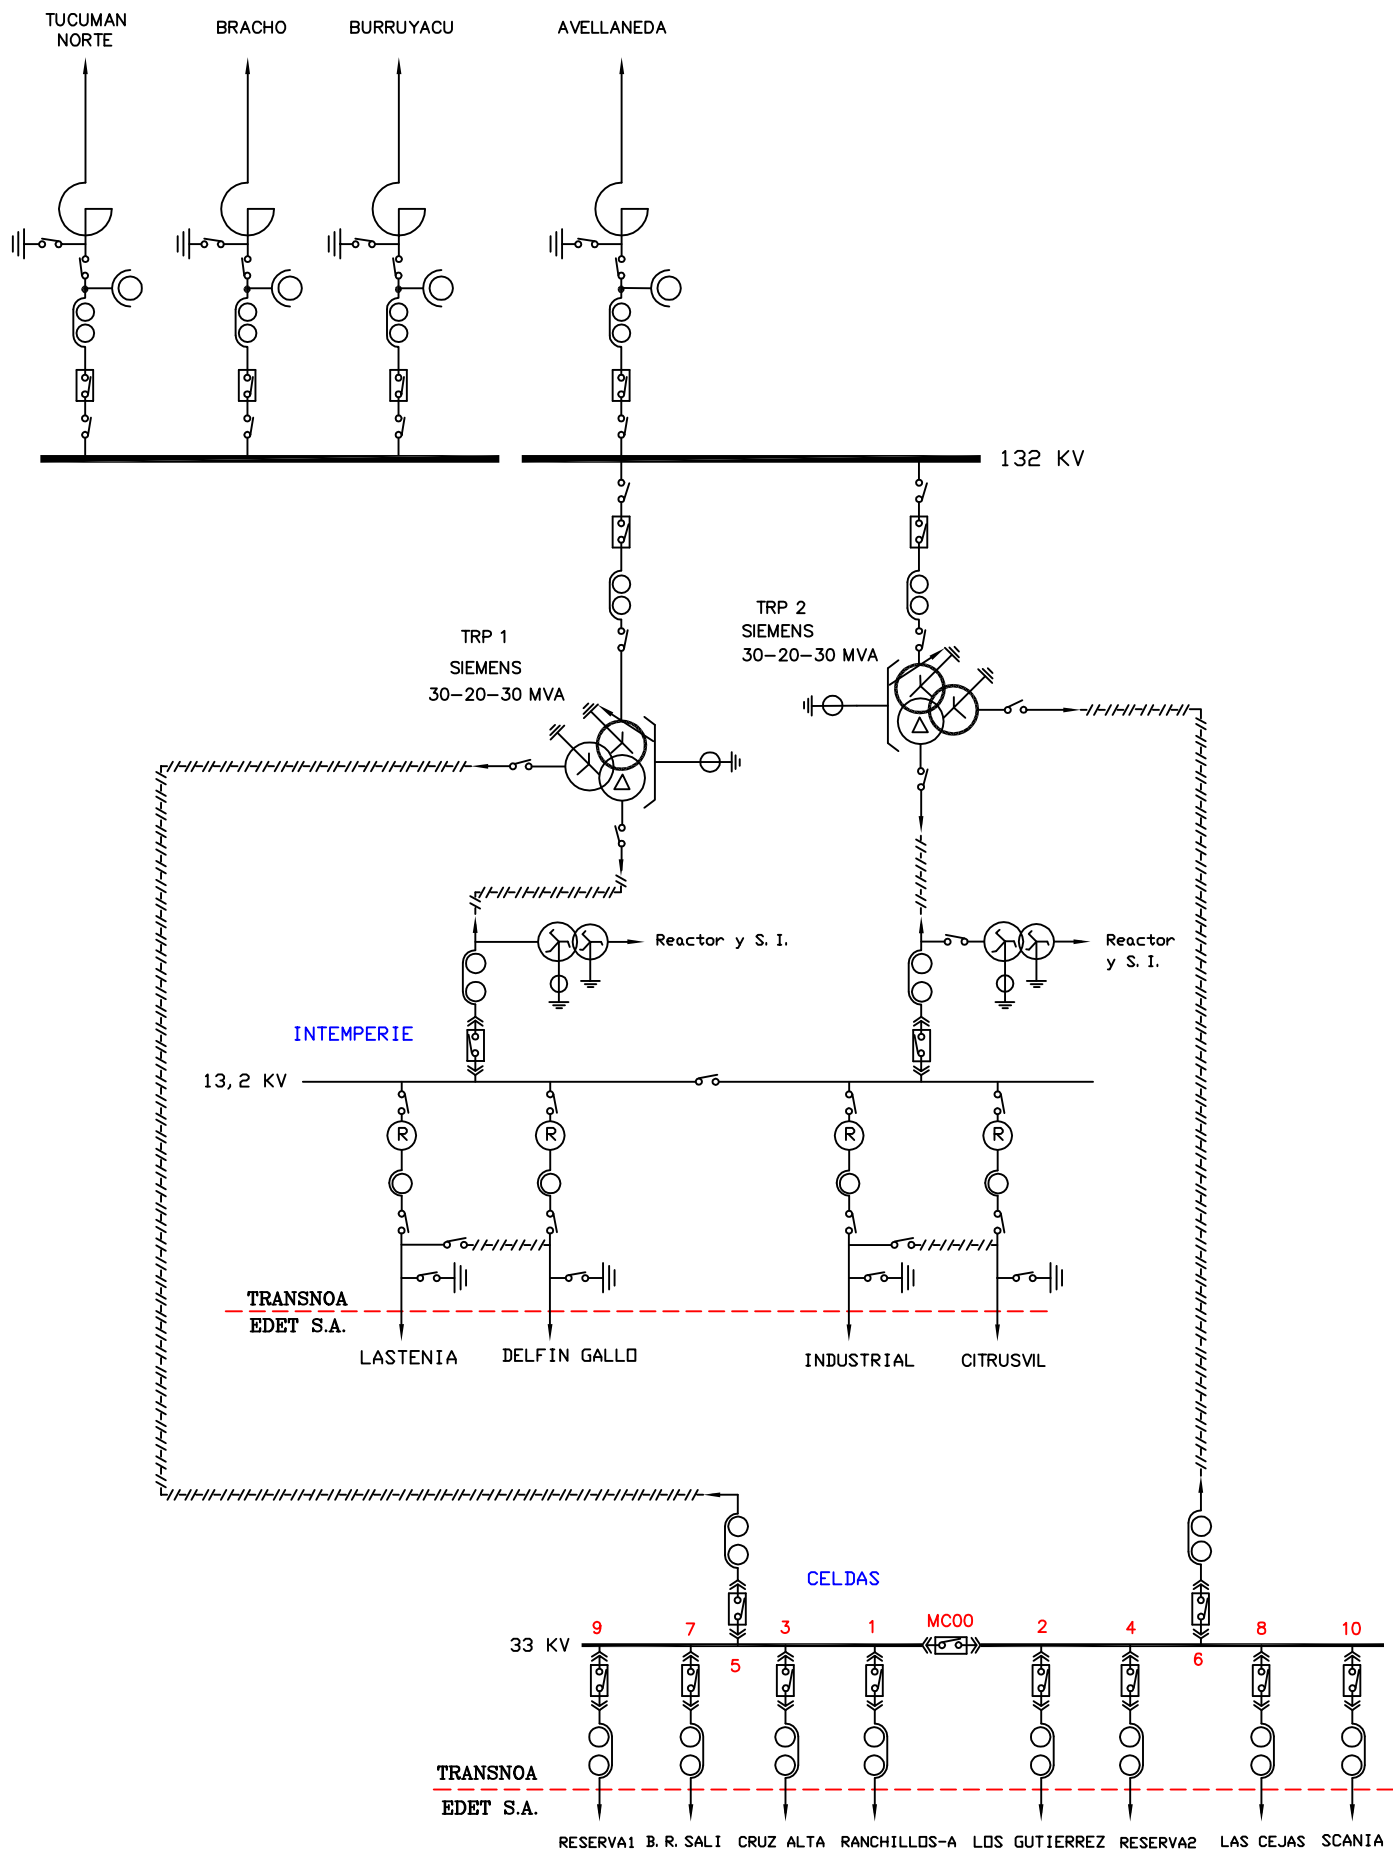 TUCUMAN
NORTE
BRACHO
BURRUYACU
AVELLANEDA
132 KV
TRP 1
SIEMENS
30-20-30 MVA
TRP 2
SIEMENS
30-20-30 MVA
Reactor y S. I.
Reactor
y S. I.
INTEMPERIE
13,2 KV
R
R
R
R
TRANSNOA
EDET S.A.
LASTENIA
DELFIN GALLO
INDUSTRIAL
CITRUSVIL
CELDAS
33 KV
9
7
5
3
1
MC00
2
4
6
8
10
TRANSNOA
EDET S.A.
RESERVA1
B. R. SALI
CRUZ ALTA
RANCHILLOS-A
LOS GUTIERREZ
RESERVA2
LAS CEJAS
SCANIA